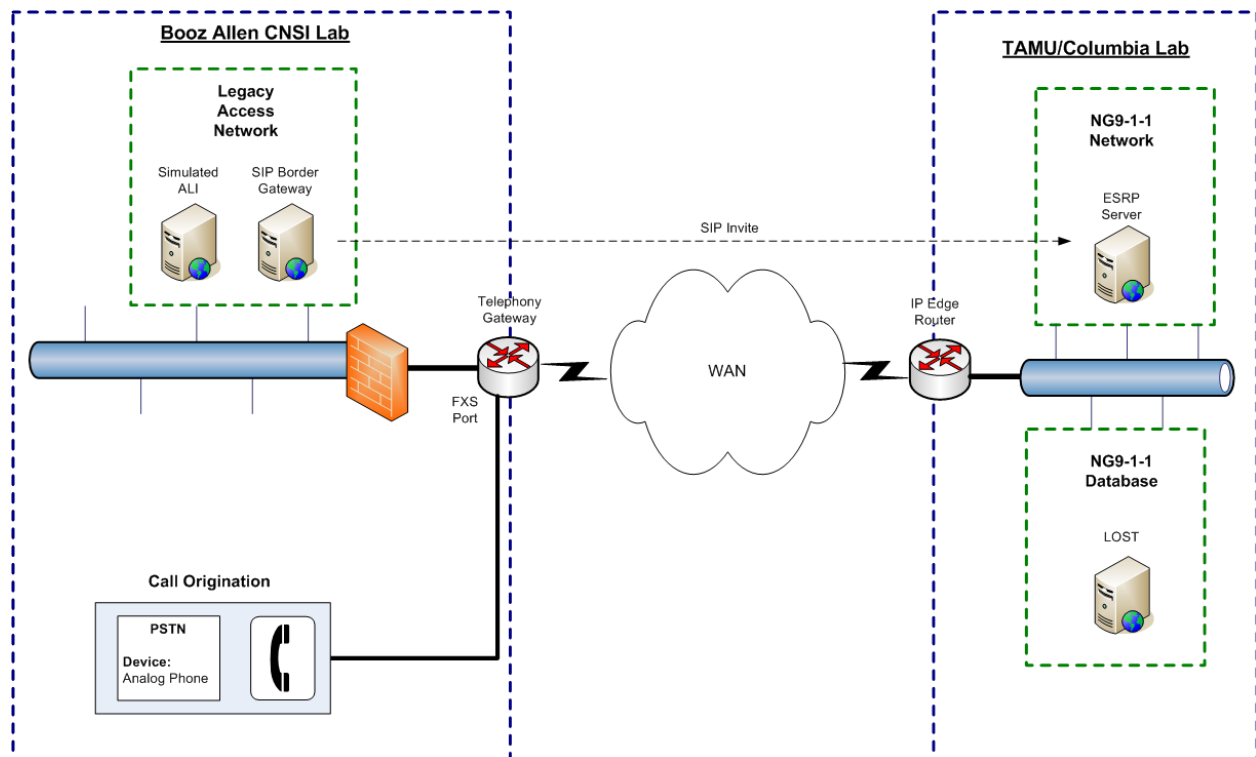 Booz Allen CNSI Lab
Legacy
Access
Network
Simulated
ALI
SIP Border
Gateway
Telephony
Gateway
FXS
Port
Call Origination
PSTN
Device:
Analog Phone
SIP Invite
WAN
TAMU/Columbia Lab
NG9-1-1
Network
ESRP
Server
IP Edge
Router
NG9-1-1
Database
LOST